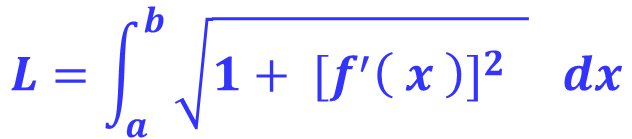 L = ∫_a^b √(1 + [f′( x )]²) dx